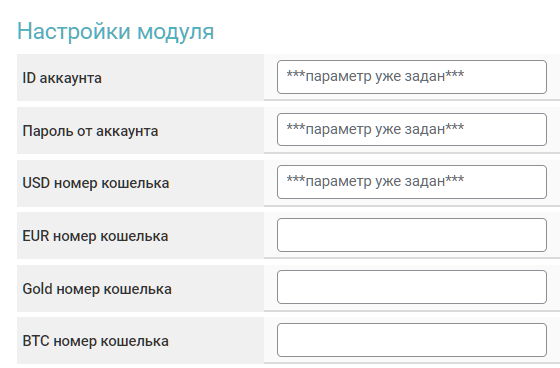 Настройки модуля
ID аккаунта
***параметр уже задан***
Пароль от аккаунта
***параметр уже задан***
USD номер кошелька
***параметр уже задан***
EUR номер кошелька
Gold номер кошелька
BTC номер кошелька